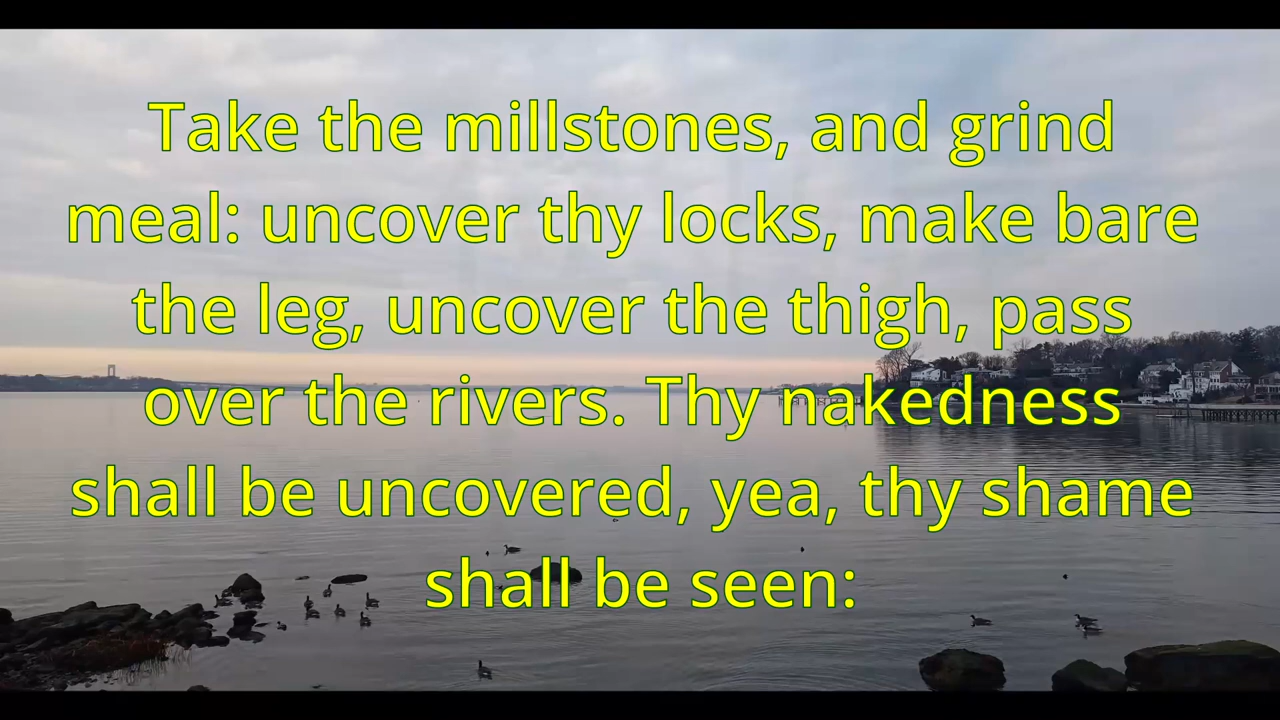 Take the millstones, and grind
meal: uncover thy locks, make bare
the leg, uncover the thigh, pass
over the rivers. Thy nakedness
shall be uncovered, yea, thy shame
shall be seen: